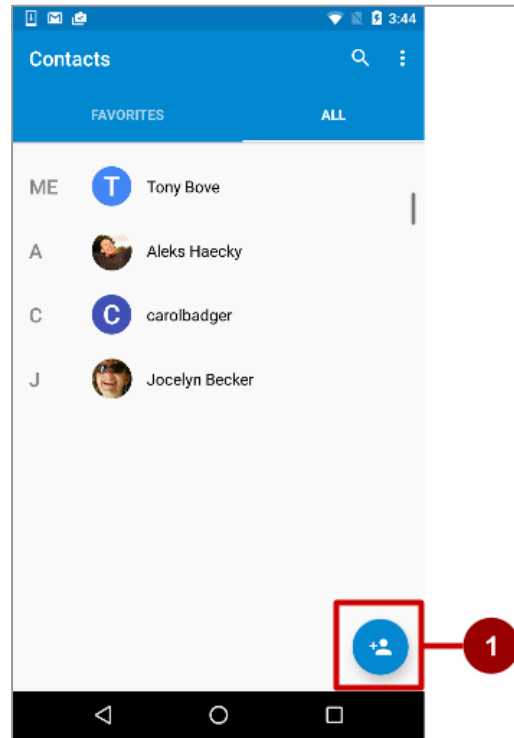 3:44
Contacts
FAVORITES ALL
ME T Tony Bove
A Aleks Haecky
C C carolbadger
J Jocelyn Becker
1